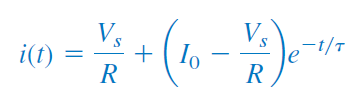 i(t) = V_s/R + (I_0 − V_s/R)e^{−t/τ}